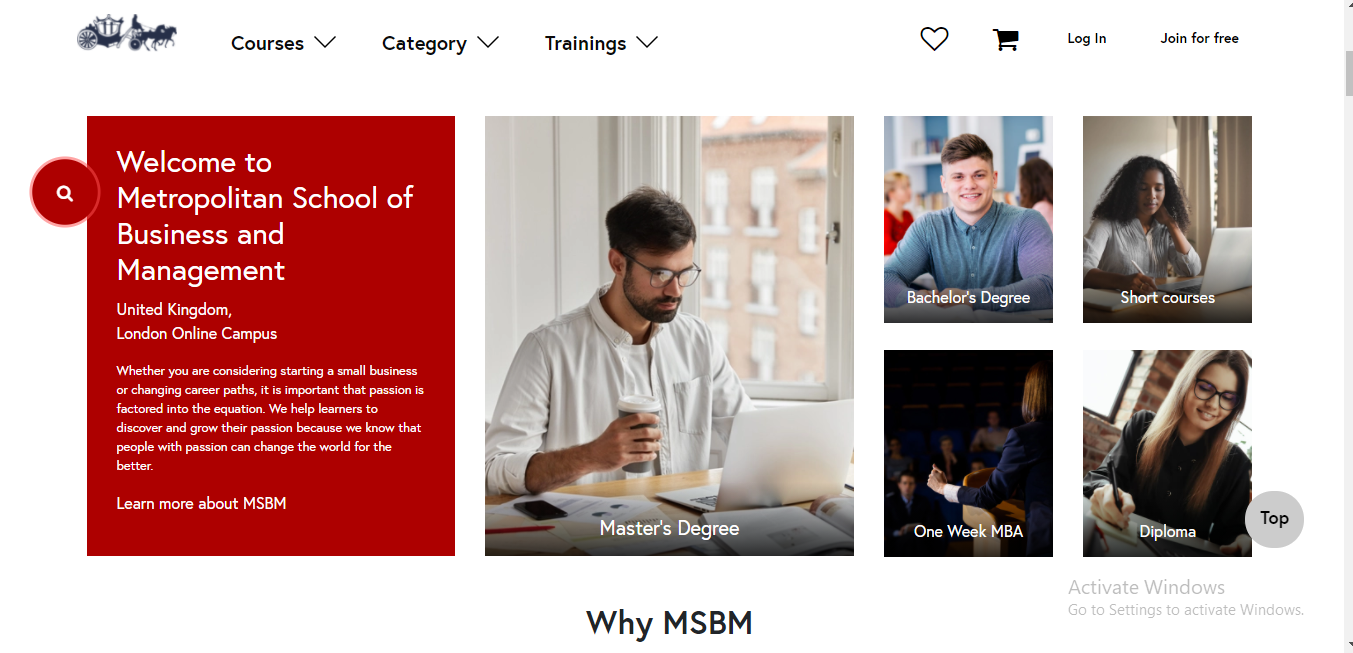 Courses
Category
Trainings
Log In
Join for free
Welcome to
Metropolitan School of
Business and
Management
United Kingdom,
London Online Campus
Whether you are considering starting a small business
or changing career paths, it is important that passion is
factored into the equation. We help learners to
discover and grow their passion because we know that
people with passion can change the world for the
better.
Learn more about MSBM
Master's Degree
Bachelor's Degree
Short courses
One Week MBA
Diploma
Top
Activate Windows
Go to Settings to activate Windows.
Why MSBM